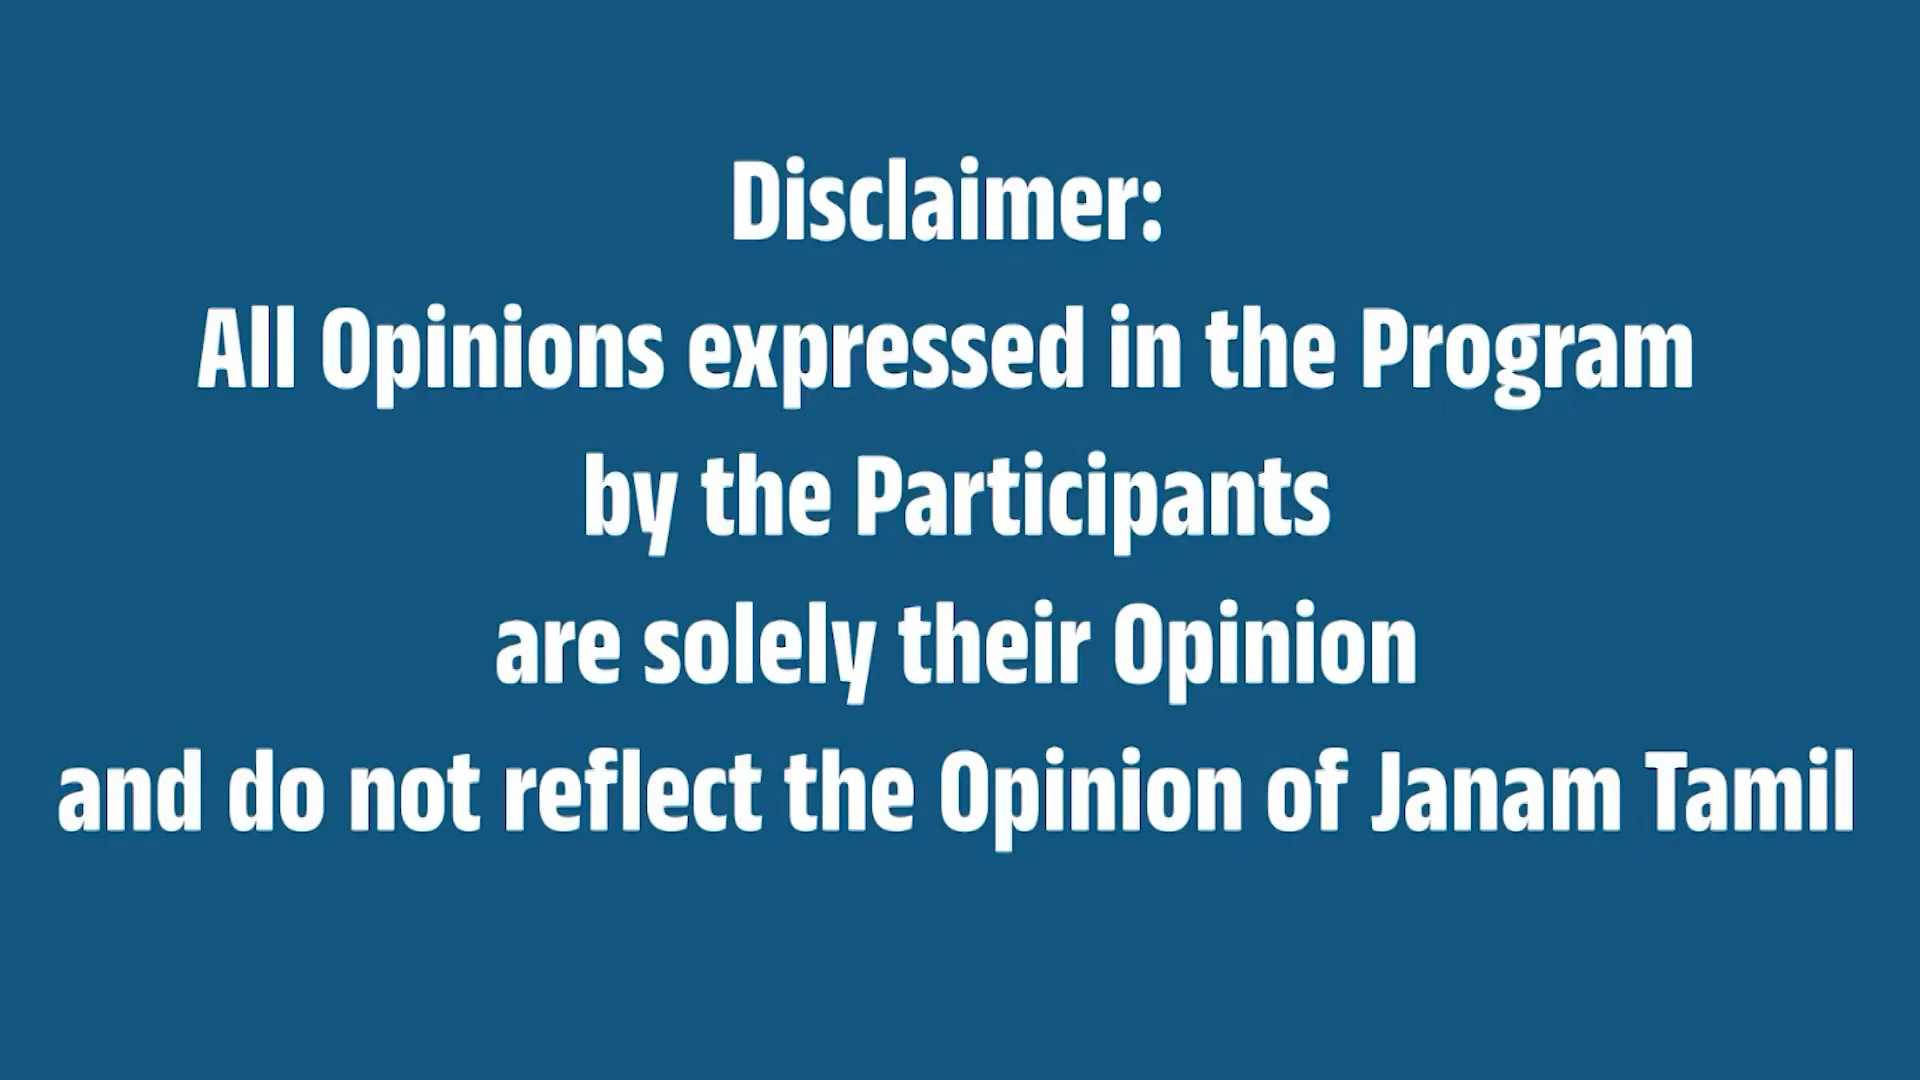 Disclaimer:
All Opinions expressed in the Program
by the Participants
are solely their Opinion
and do not reflect the Opinion of Janam Tamil